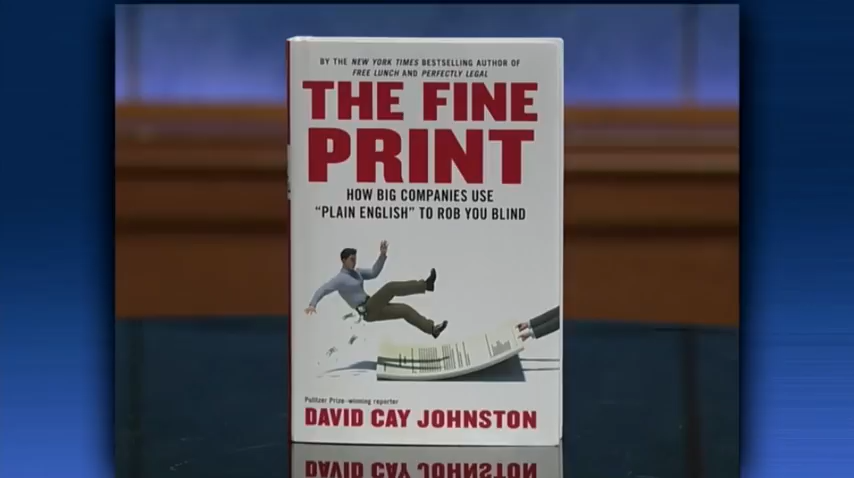 BY THE NEW YORK TIMES BESTSELLING AUTHOR OF
FREE LUNCH AND PERFECTLY LEGAL
THE FINE
PRINT
HOW BIG COMPANIES USE
“PLAIN ENGLISH” TO ROB YOU BLIND
Pulitzer Prize–winning reporter
DAVID CAY JOHNSTON